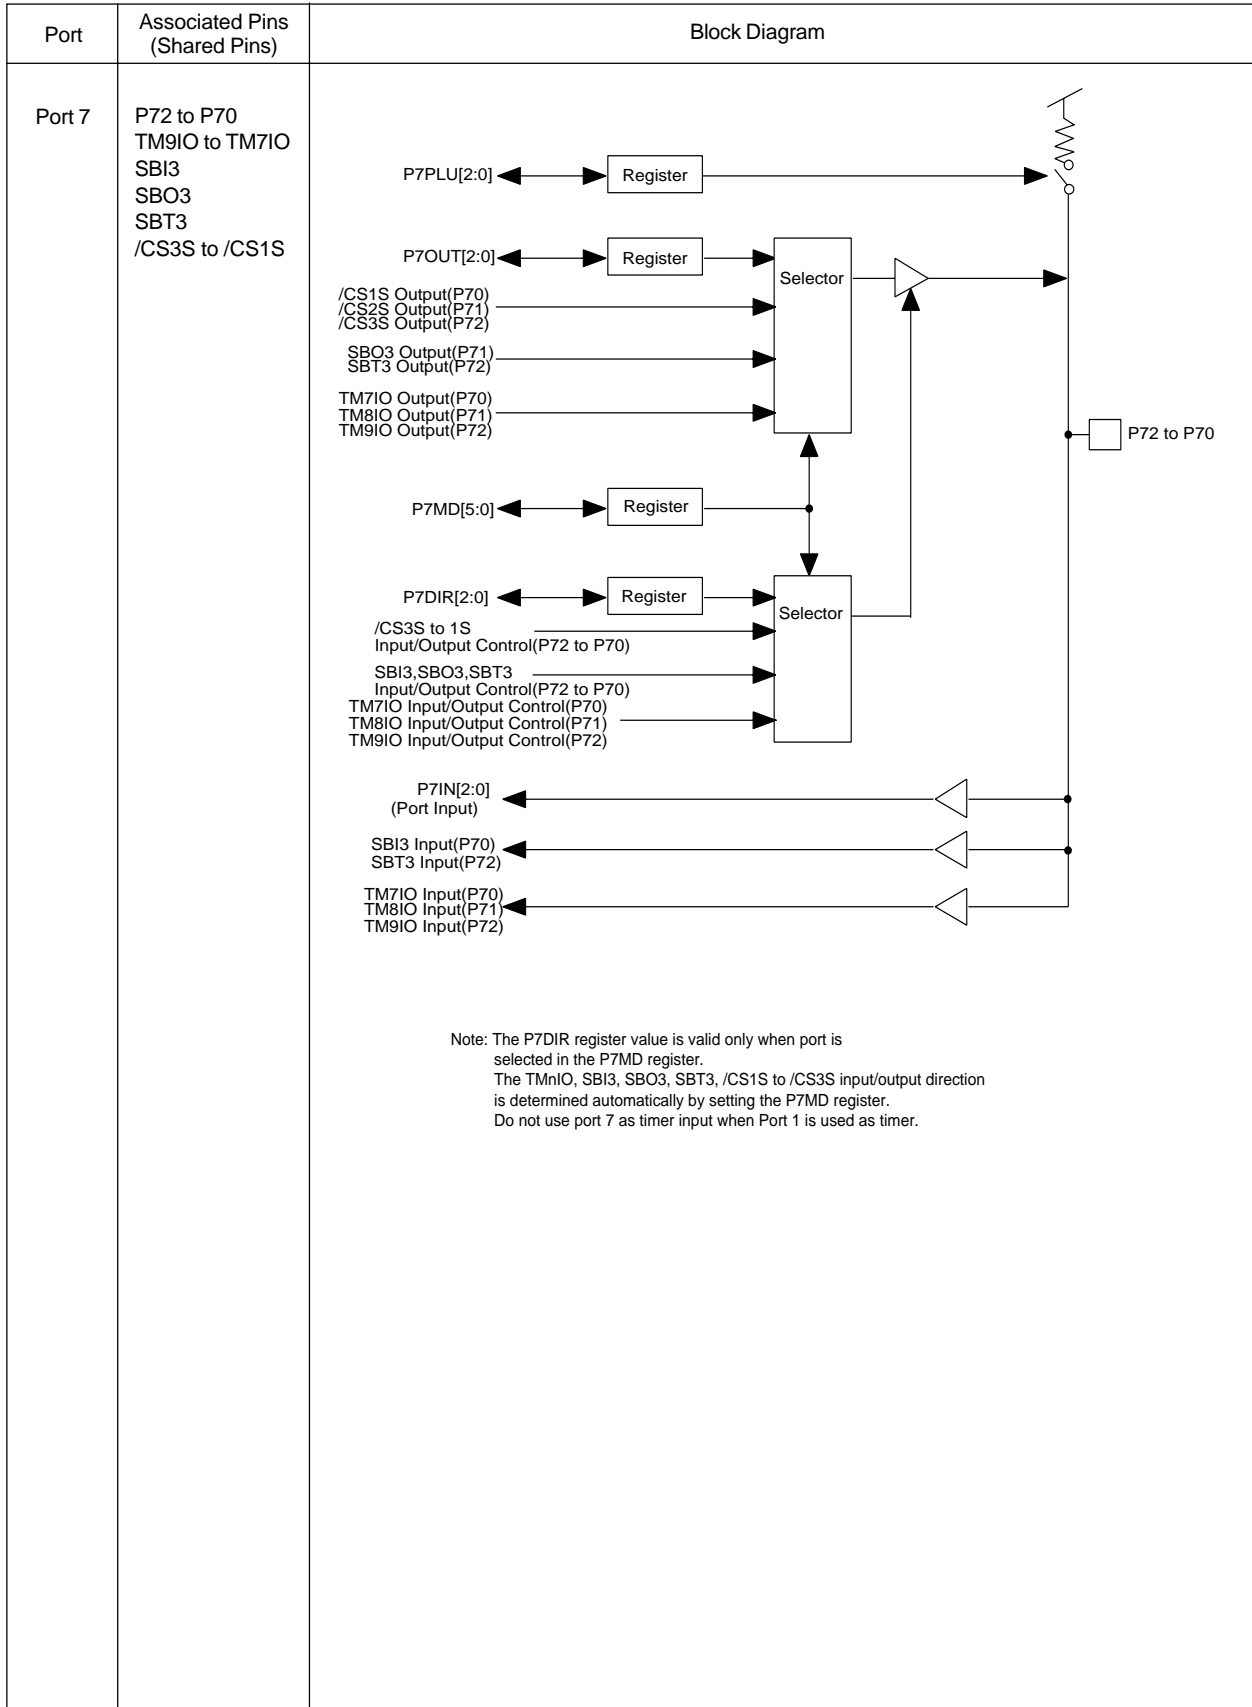 Port
Associated Pins
(Shared Pins)
Block Diagram
Port 7
P72 to P70
TM9IO to TM7IO
SBI3
SBO3
SBT3
/CS3S to /CS1S
P7PLU[2:0]
Register
P7OUT[2:0]
Register
Selector
/CS1S Output(P70)
/CS2S Output(P71)
/CS3S Output(P72)
SBO3 Output(P71)
SBT3 Output(P72)
TM7IO Output(P70)
TM8IO Output(P71)
TM9IO Output(P72)
P72 to P70
P7MD[5:0]
Register
P7DIR[2:0]
Register
Selector
/CS3S to 1S
Input/Output Control(P72 to P70)
SBI3,SBO3,SBT3
Input/Output Control(P72 to P70)
TM7IO Input/Output Control(P70)
TM8IO Input/Output Control(P71)
TM9IO Input/Output Control(P72)
P7IN[2:0]
(Port Input)
SBI3 Input(P70)
SBT3 Input(P72)
TM7IO Input(P70)
TM8IO Input(P71)
TM9IO Input(P72)
Note: The P7DIR register value is valid only when port is
selected in the P7MD register.
The TMnIO, SBI3, SBO3, SBT3, /CS1S to /CS3S input/output direction
is determined automatically by setting the P7MD register.
Do not use port 7 as timer input when Port 1 is used as timer.